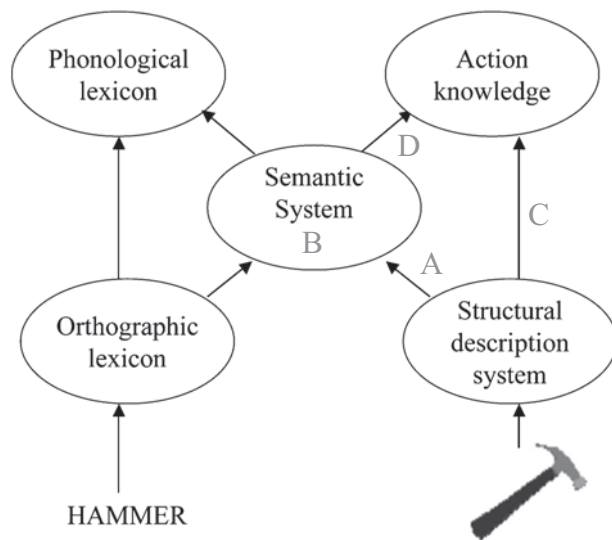 Phonological
lexicon
Action
knowledge
D
Semantic
System
B
C
A
Orthographic
lexicon
Structural
description
system
HAMMER